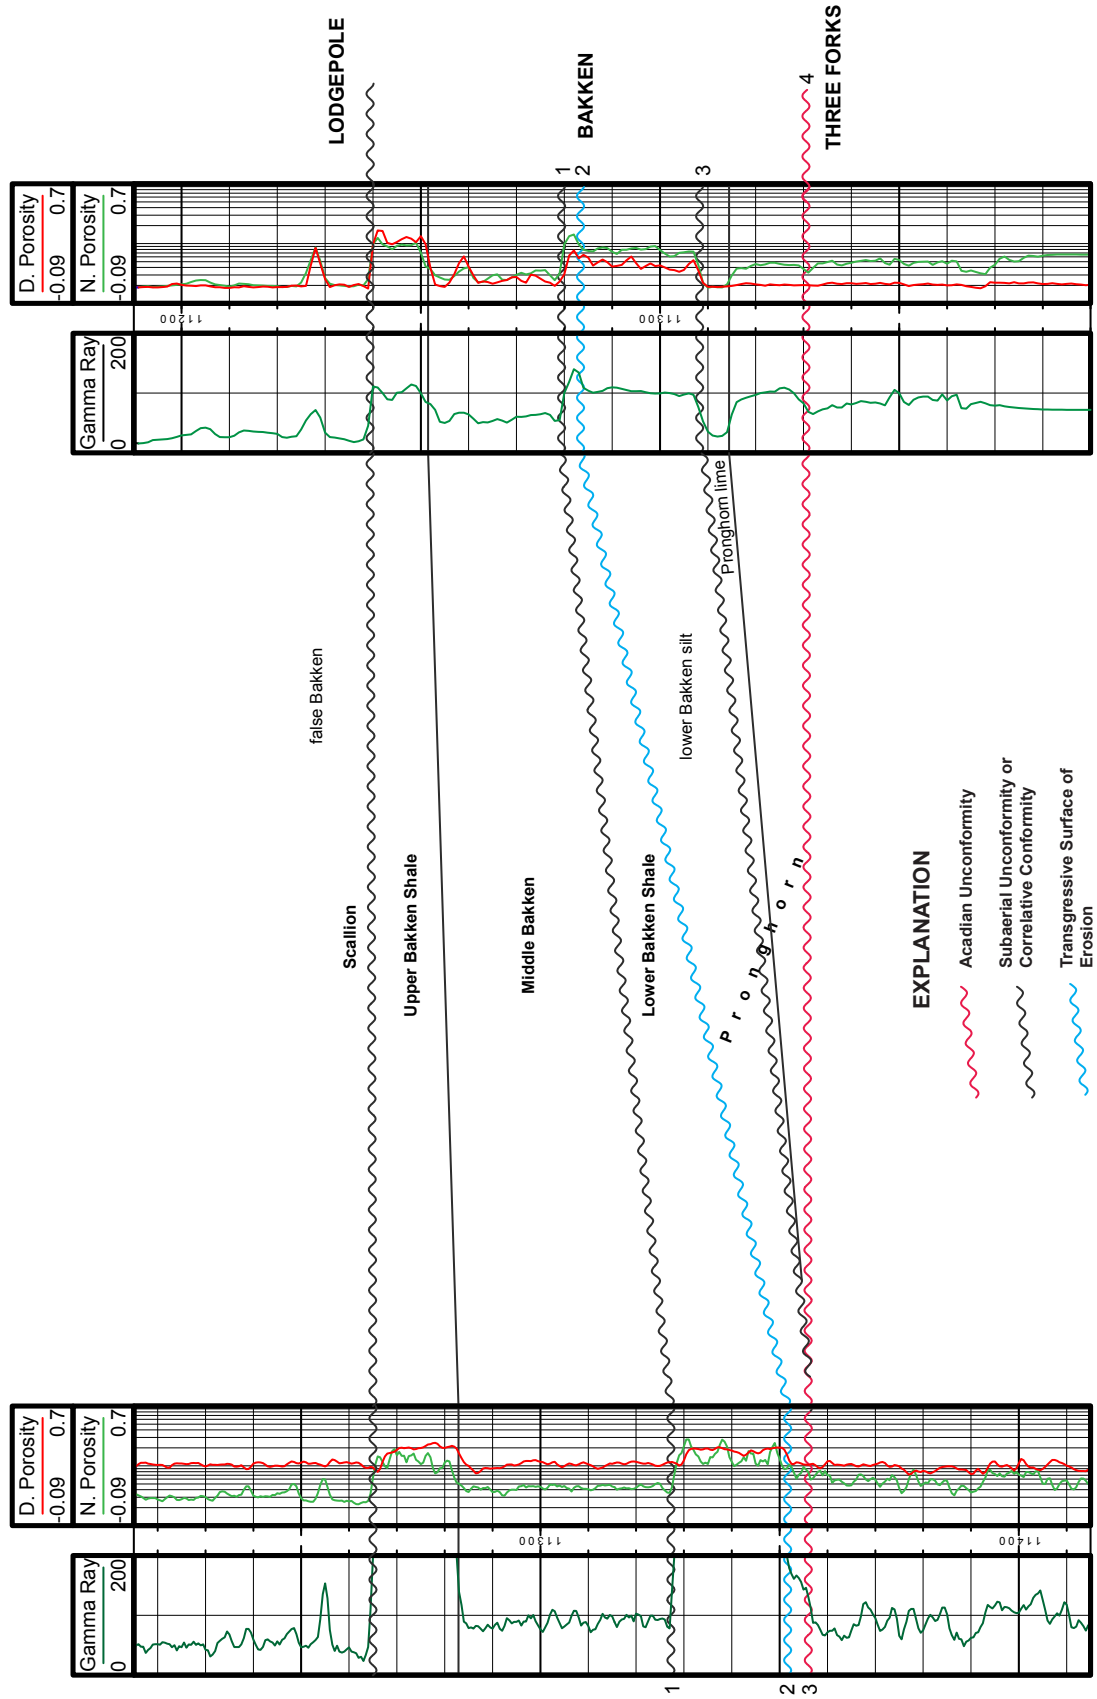 LODGEPOLE
BAKKEN
THREE FORKS
D. Porosity
-0.09 0.7
N. Porosity
-0.09 0.7
Gamma Ray
0 200
11200
11300
1
2
3
4
false Bakken
Scallion
Upper Bakken Shale
Middle Bakken
Lower Bakken Shale
lower Bakken silt
Pronghorn lime
Pronghorn
D. Porosity
-0.09 0.7
N. Porosity
-0.09 0.7
Gamma Ray
0 200
11300
11400
1
2
3
EXPLANATION
Acadian Unconformity
Subaerial Unconformity or
Correlative Conformity
Transgressive Surface of
Erosion